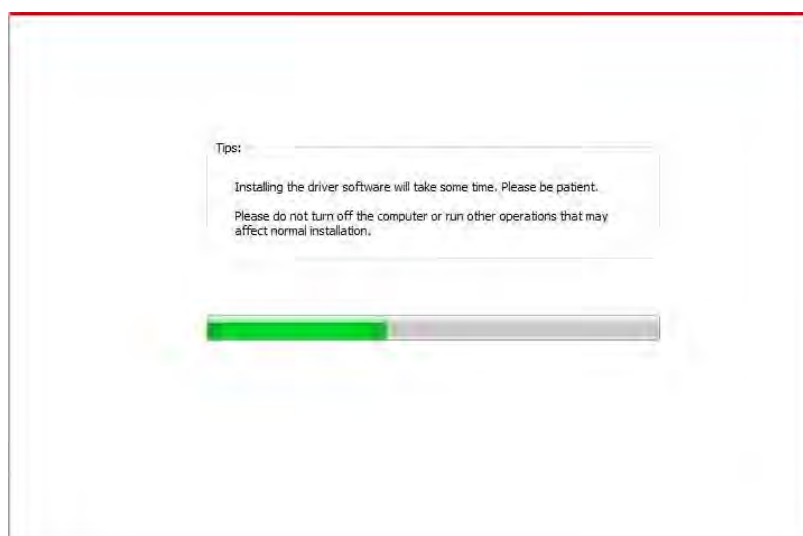 Tips:
Installing the driver software will take some time. Please be patient.
Please do not turn off the computer or run other operations that may
affect normal installation.